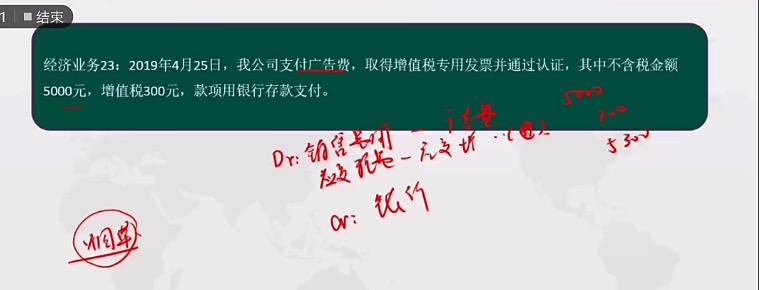 1 结束
经济业务23：2019年4月25日，我公司支付广告费，取得增值税专用发票并通过认证，其中不含税金额
5000元，增值税300元，款项用银行存款支付。
Dr: 销售费用 — 广告费 5000
应交税费 — 应交增 300
5300
Cr: 银行
烟草